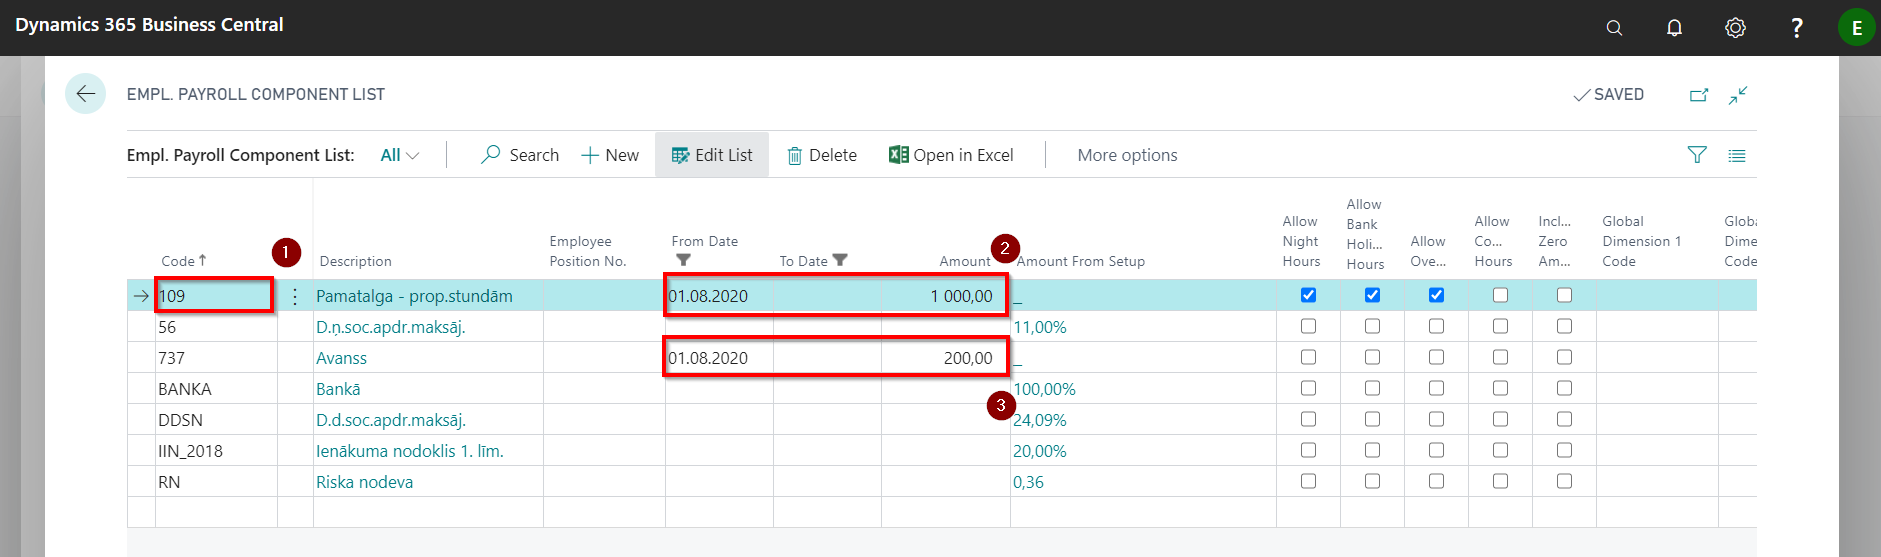 Dynamics 365 Business Central
?
E
EMPL. PAYROLL COMPONENT LIST
SAVED
Empl. Payroll Component List:
All
Search
New
Edit List
Delete
Open in Excel
More options
Code
1
Description
Employee
Position No.
From Date
To Date
Amount
2
Amount From Setup
Allow
Night
Hours
Allow
Bank
Holi...
Hours
Allow
Ove...
Allow
Co...
Hours
Incl...
Zero
Am...
Global
Dimension 1
Code
Globa
Dime
Code
109 Pamatalga - prop.stundām 01.08.2020 1 000,00 _
56 D.ņ.soc.apdr.maksāj. 11,00%
737 Avanss 01.08.2020 200,00 _
BANKA Bankā 100,00%
3
DDSN D.d.soc.apdr.maksāj. 24,09%
IIN_2018 Ienākuma nodoklis 1. līm. 20,00%
RN Riska nodeva 0,36